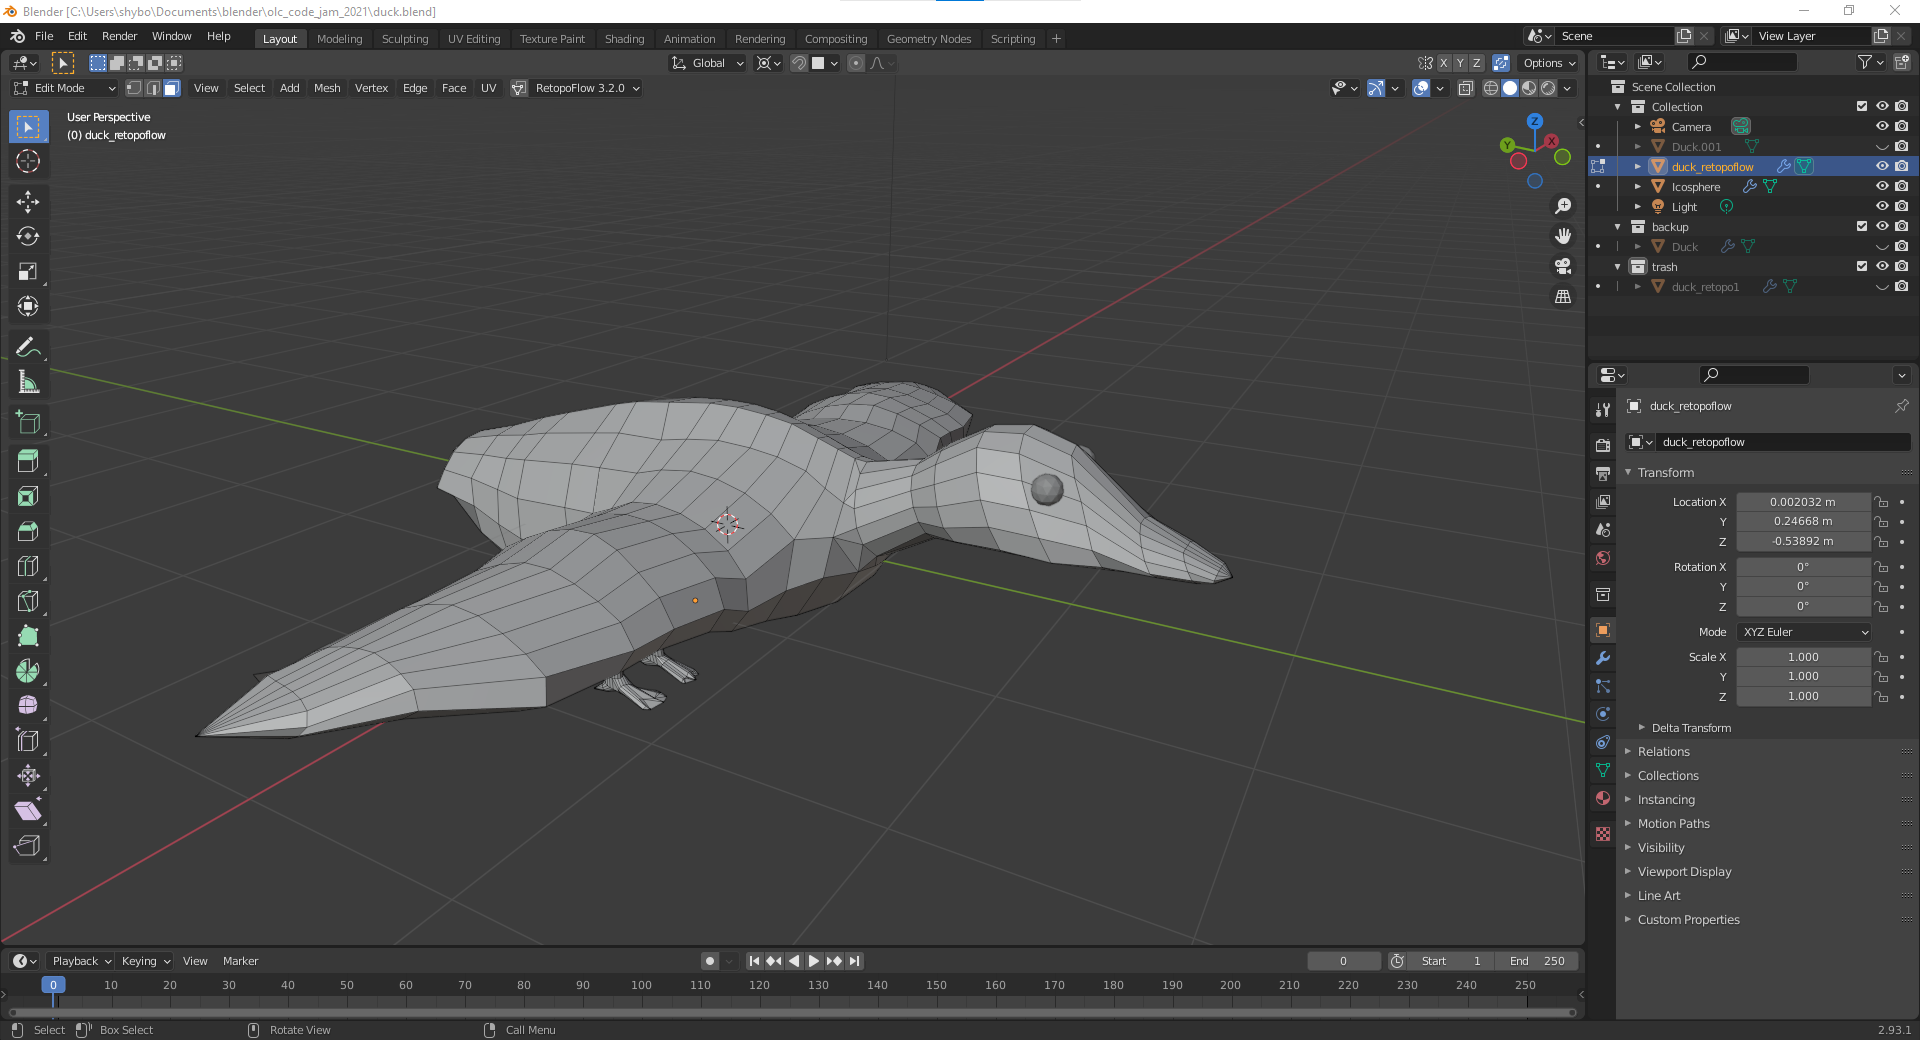 Blender [C:\Users\shybo\Documents\blender\olc_code_jam_2021\duck.blend]
File Edit Render Window Help Layout Modeling Sculpting UV Editing Texture Paint Shading Animation Rendering Compositing Geometry Nodes Scripting + Scene View Layer
Global X Y Z Options
Edit Mode View Select Add Mesh Vertex Edge Face UV RetopoFlow 3.2.0
User Perspective
(0) duck_retopoflow
Z
Y X
Scene Collection
Collection
Camera
Duck.001
duck_retopoflow
Icosphere
Light
backup
Duck
trash
duck_retopo1
duck_retopoflow
duck_retopoflow
Transform
Location X 0.002032 m
Y 0.24668 m
Z -0.53892 m
Rotation X 0°
Y 0°
Z 0°
Mode XYZ Euler
Scale X 1.000
Y 1.000
Z 1.000
Delta Transform
Relations
Collections
Instancing
Motion Paths
Visibility
Viewport Display
Line Art
Custom Properties
Playback Keying View Marker 0 Start 1 End 250
0 10 20 30 40 50 60 70 80 90 100 110 120 130 140 150 160 170 180 190 200 210 220 230 240 250
Select Box Select Rotate View Call Menu 2.93.1